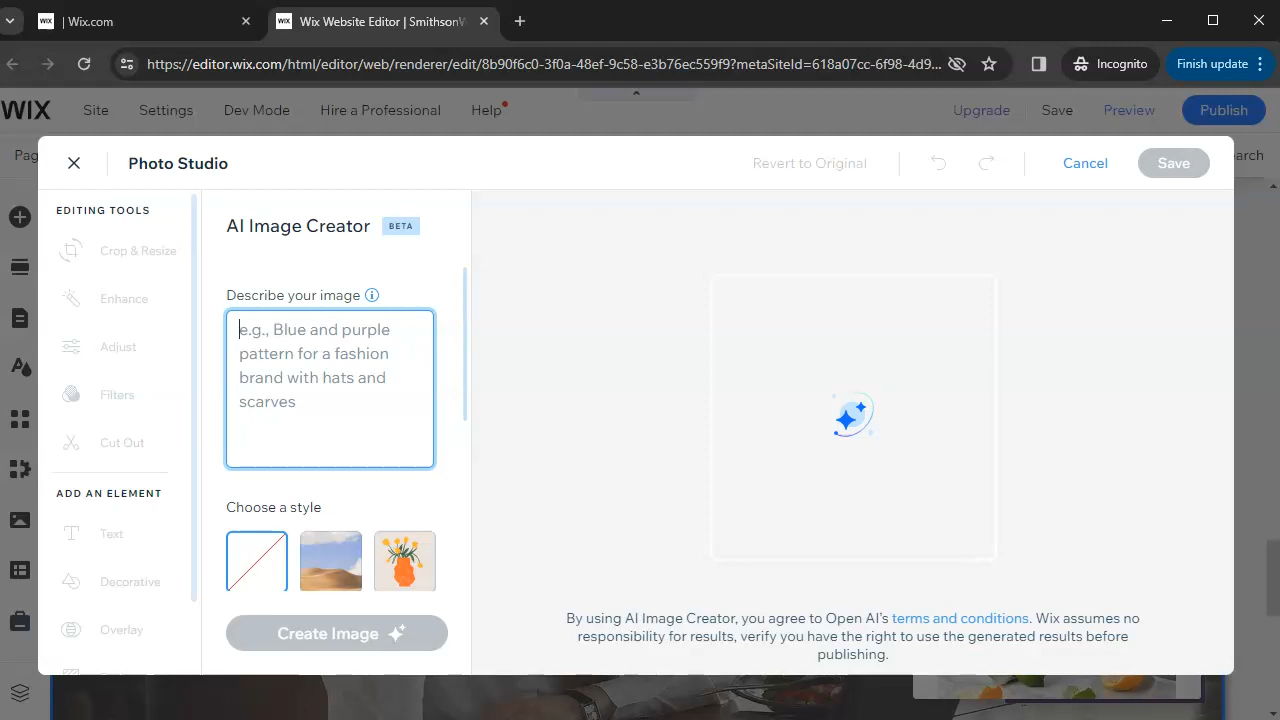 WIX
| Wix.com
WIX
Wix Website Editor | SmithsonW
https://editor.wix.com/html/editor/web/renderer/edit/8b90f6c0-3f0a-48ef-9c58-e3b76ec559f9?metaSiteId=618a07cc-6f98-4d9...
Incognito
Finish update
WIX
Site
Settings
Dev Mode
Hire a Professional
Help
Upgrade
Save
Preview
Publish
Pag
earch
Photo Studio
Revert to Original
Cancel
Save
EDITING TOOLS
Crop & Resize
Enhance
Adjust
Filters
Cut Out
ADD AN ELEMENT
Text
Decorative
Overlay
AI Image Creator
BETA
Describe your image
e.g., Blue and purple
pattern for a fashion
brand with hats and
scarves
Choose a style
Create Image
By using AI Image Creator, you agree to Open AI's terms and conditions. Wix assumes no
responsibility for results, verify you have the right to use the generated results before
publishing.